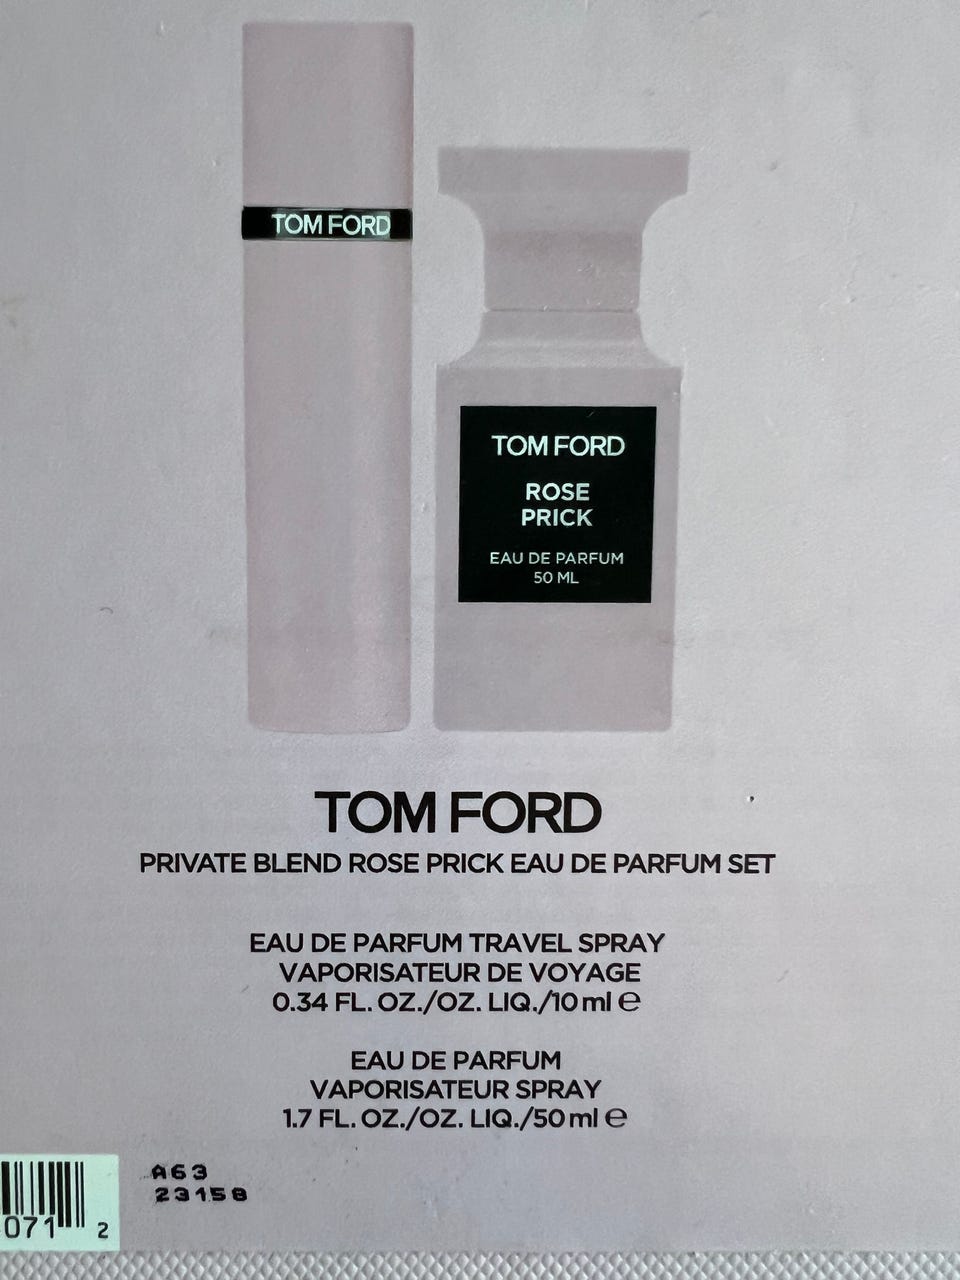 TOM FORD
TOM FORD
ROSE
PRICK
EAU DE PARFUM
50 ML
TOM FORD
PRIVATE BLEND ROSE PRICK EAU DE PARFUM SET
EAU DE PARFUM TRAVEL SPRAY
VAPORISATEUR DE VOYAGE
0.34 FL. OZ./OZ. LIQ./10 ml ℮
EAU DE PARFUM
VAPORISATEUR SPRAY
1.7 FL. OZ./OZ. LIQ./50 ml ℮
A63
23158
071 2